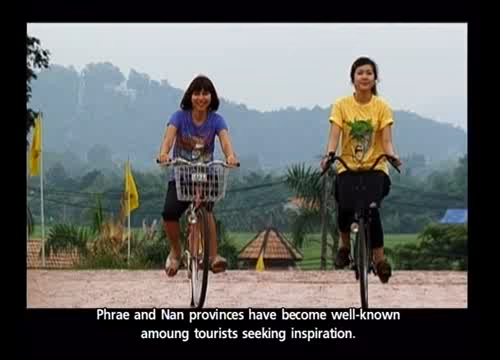 Phrae and Nan provinces have become well-known
amoung tourists seeking inspiration.